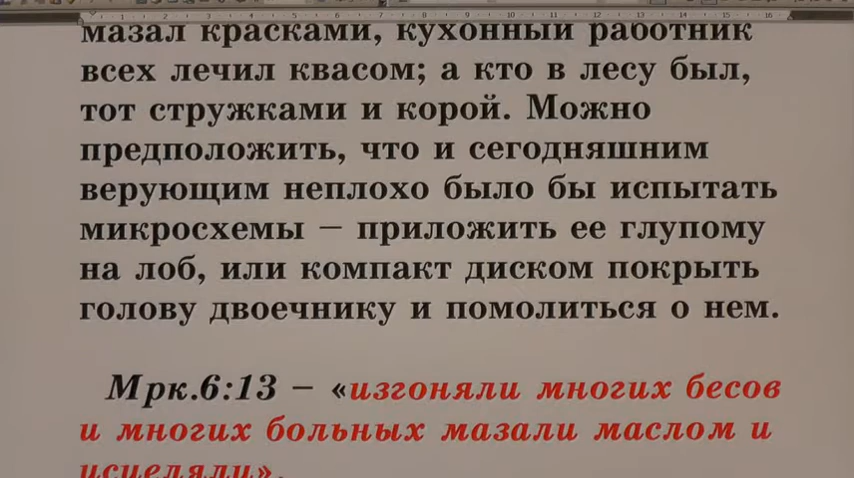 мазал красками, кухонный работник
всех лечил квасом; а кто в лесу был,
тот стружками и корой. Можно
предположить, что и сегодняшним
верующим неплохо было бы испытать
микросхемы – приложить ее глупому
на лоб, или компакт диском покрыть
голову двоечнику и помолиться о нем.
Мрк.6:13 – «изгоняли многих бесов
и многих больных мазали маслом и
исцеляли».